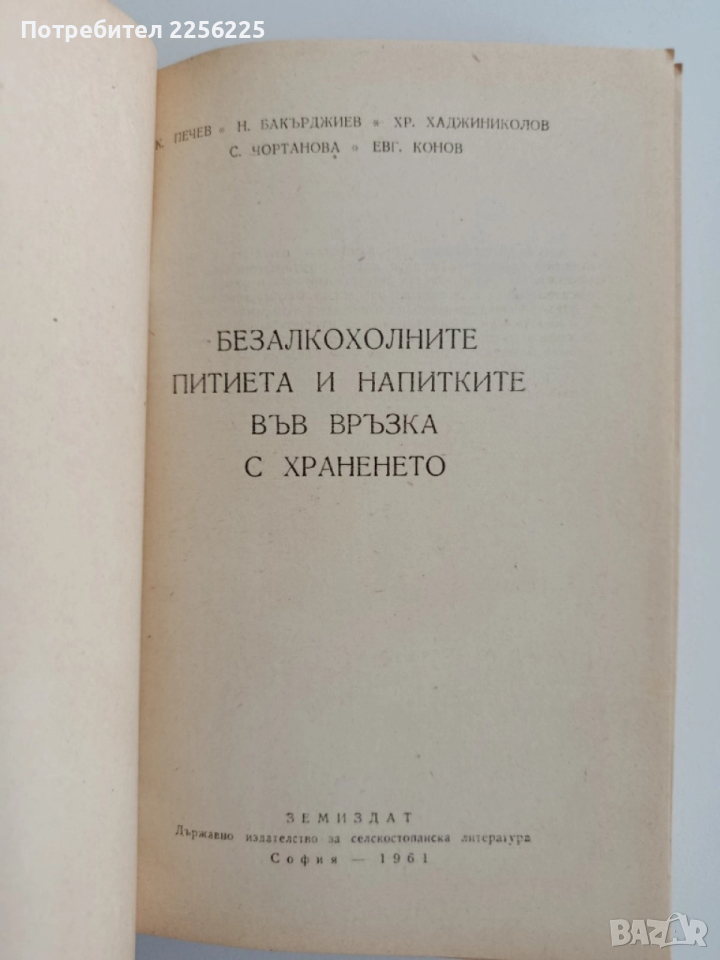 Потребител 2256225
К. ПЕЧЕВ * Н. БАКЪРДЖИЕВ * ХР. ХАДЖИНИКОЛОВ
С. ЧОРТАНОВА * ЕВГ. КОНОВ
БЕЗАЛКОХОЛНИТЕ
ПИТИЕТА И НАПИТКИТЕ
ВЪВ ВРЪЗКА
С ХРАНЕНЕТО
ЗЕМИЗДАТ
Държавно издателство за селскостопанска литература
София — 1961
BAZAR